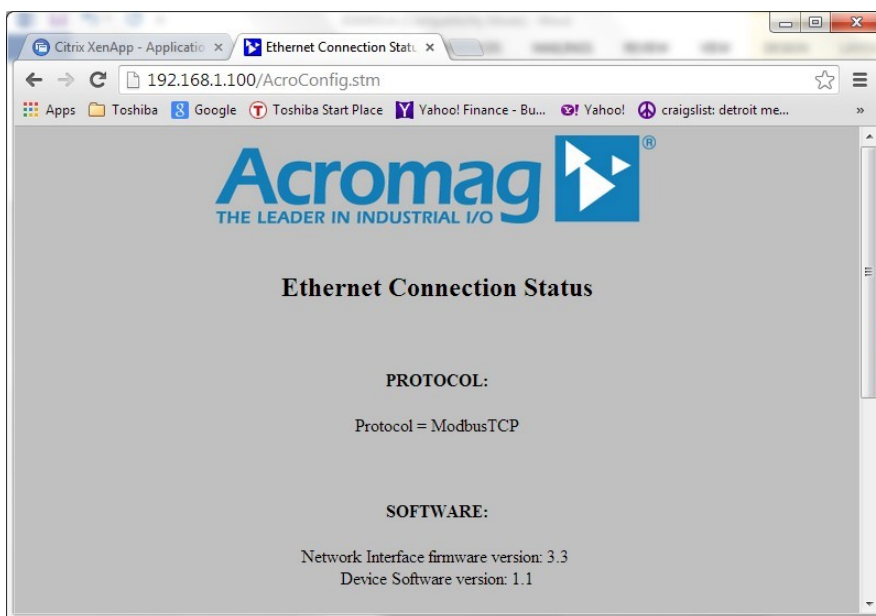 Citrix XenApp - Applicatio
Ethernet Connection Statu
192.168.1.100/AcroConfig.stm
Apps Toshiba Google Toshiba Start Place Yahoo! Finance - Bu... Yahoo! craigslist: detroit me... »
Acromag ®
THE LEADER IN INDUSTRIAL I/O
Ethernet Connection Status
PROTOCOL:
Protocol = ModbusTCP
SOFTWARE:
Network Interface firmware version: 3.3
Device Software version: 1.1